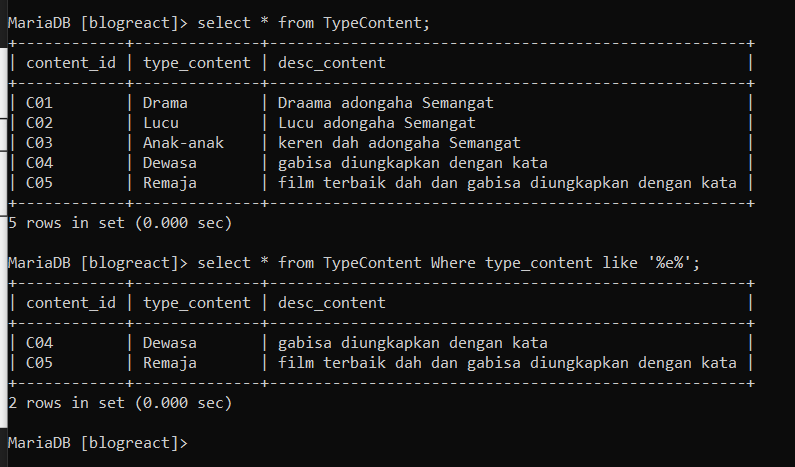 MariaDB [blogreact]> select * from TypeContent;
+------------+--------------+-----------------------------------------------------+
| content_id | type_content | desc_content                                        |
+------------+--------------+-----------------------------------------------------+
| C01        | Drama        | Draama adongaha Semangat                            |
| C02        | Lucu         | Lucu adongaha Semangat                              |
| C03        | Anak-anak    | keren dah adongaha Semangat                         |
| C04        | Dewasa       | gabisa diungkapkan dengan kata                      |
| C05        | Remaja       | film terbaik dah dan gabisa diungkapkan dengan kata |
+------------+--------------+-----------------------------------------------------+
5 rows in set (0.000 sec)
MariaDB [blogreact]> select * from TypeContent Where type_content like '%e%';
+------------+--------------+-----------------------------------------------------+
| content_id | type_content | desc_content                                        |
+------------+--------------+-----------------------------------------------------+
| C04        | Dewasa       | gabisa diungkapkan dengan kata                      |
| C05        | Remaja       | film terbaik dah dan gabisa diungkapkan dengan kata |
+------------+--------------+-----------------------------------------------------+
2 rows in set (0.000 sec)
MariaDB [blogreact]>